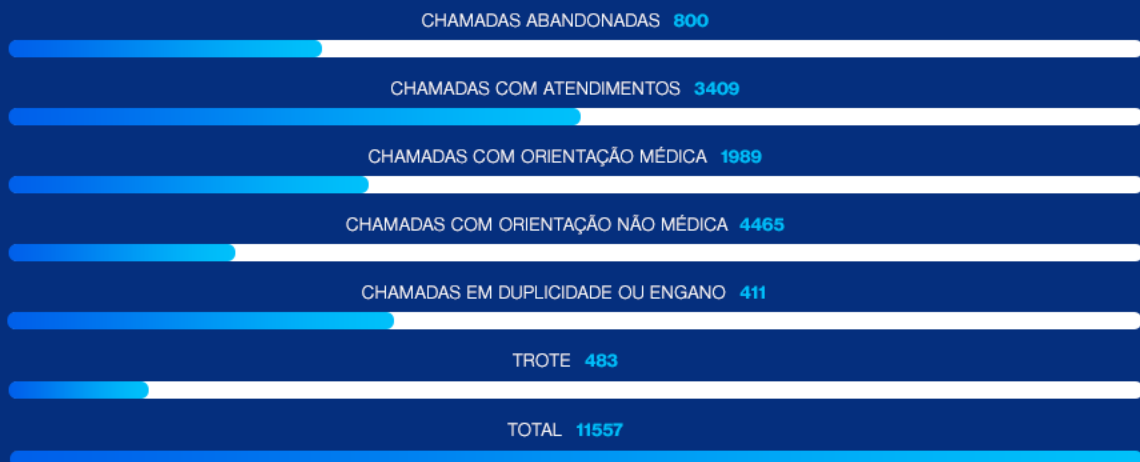 CHAMADAS ABANDONADAS 800
CHAMADAS COM ATENDIMENTOS 3409
CHAMADAS COM ORIENTAÇÃO MÉDICA 1989
CHAMADAS COM ORIENTAÇÃO NÃO MÉDICA 4465
CHAMADAS EM DUPLICIDADE OU ENGANO 411
TROTE 483
TOTAL 11557